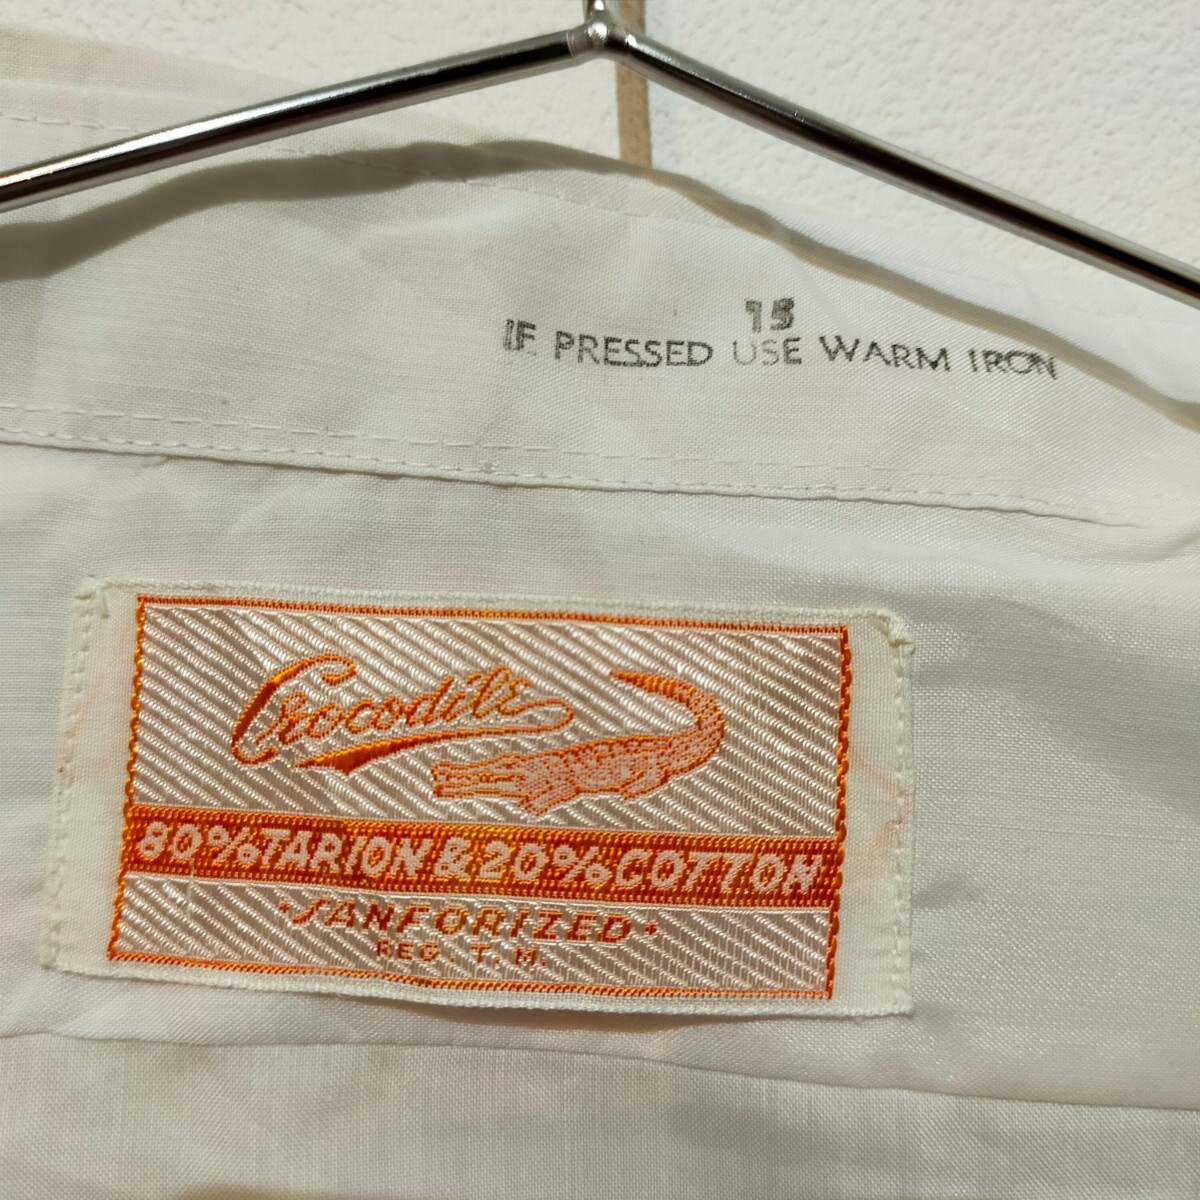 15
IF PRESSED USE WARM IRON
Crocodile
80% TARION & 20% COTTON
·SANFORIZED·
REG. T. M.